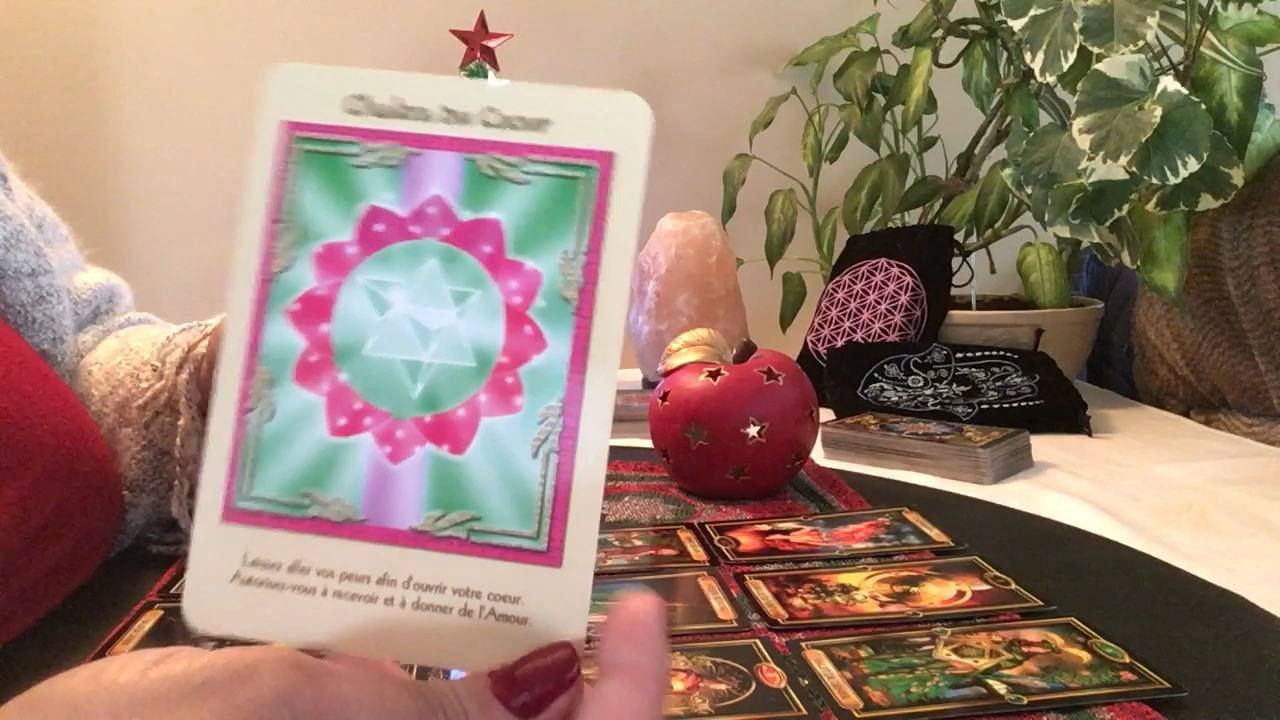 Chakra du Coeur
Laissez aller vos peurs afin d'ouvrir votre coeur.
Autorisez-vous à recevoir et à donner de l'Amour.